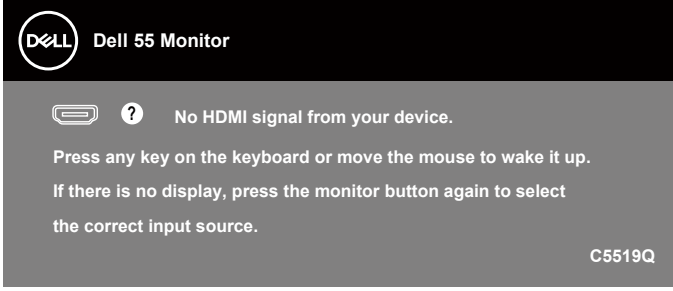 DELL
Dell 55 Monitor
? No HDMI signal from your device.
Press any key on the keyboard or move the mouse to wake it up.
If there is no display, press the monitor button again to select
the correct input source.
C5519Q